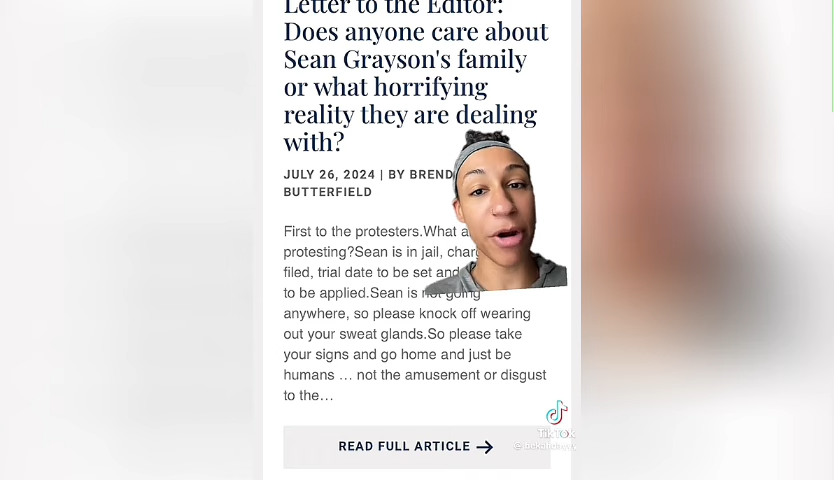 Letter to the Editor:
Does anyone care about
Sean Grayson's family
or what horrifying
reality they are dealing
with?
JULY 26, 2024 | BY BREND
BUTTERFIELD
First to the protesters.What a
protesting?Sean is in jail, char
filed, trial date to be set and
to be applied.Sean is not going
anywhere, so please knock off wearing
out your sweat glands.So please take
your signs and go home and just be
humans … not the amusement or disgust
to the…
READ FULL ARTICLE →
TikTok